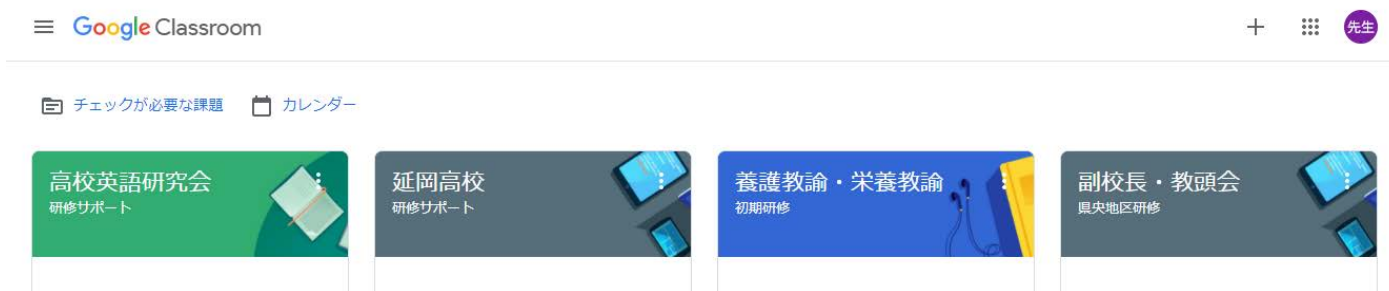 Google Classroom
先生
チェックが必要な課題 カレンダー
高校英語研究会
研修サポート
延岡高校
研修サポート
養護教諭・栄養教諭
初期研修
副校長・教頭会
県央地区研修